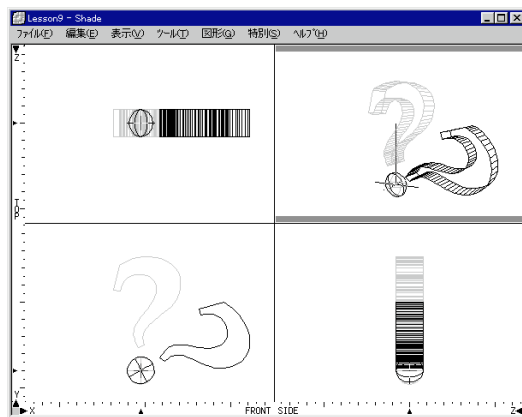 Lesson9 - Shade
ファイル(F) 編集(E) 表示(V) ツール(T) 図形(G) 特別(S) ヘルプ(H)
Z
TOP
Y
X FRONT SIDE Z